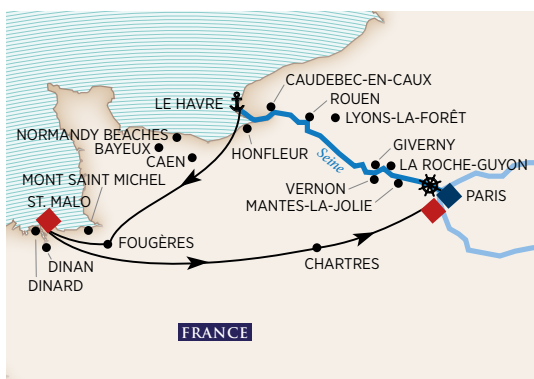 CAUDEBEC-EN-CAUX
LE HAVRE
ROUEN
LYONS-LA-FORÊT
NORMANDY BEACHES
BAYEUX
CAEN
HONFLEUR
Seine
GIVERNY
LA ROCHE-GUYON
VERNON
MANTES-LA-JOLIE
PARIS
MONT SAINT MICHEL
ST. MALO
FOUGÈRES
DINAN
DINARD
CHARTRES
FRANCE